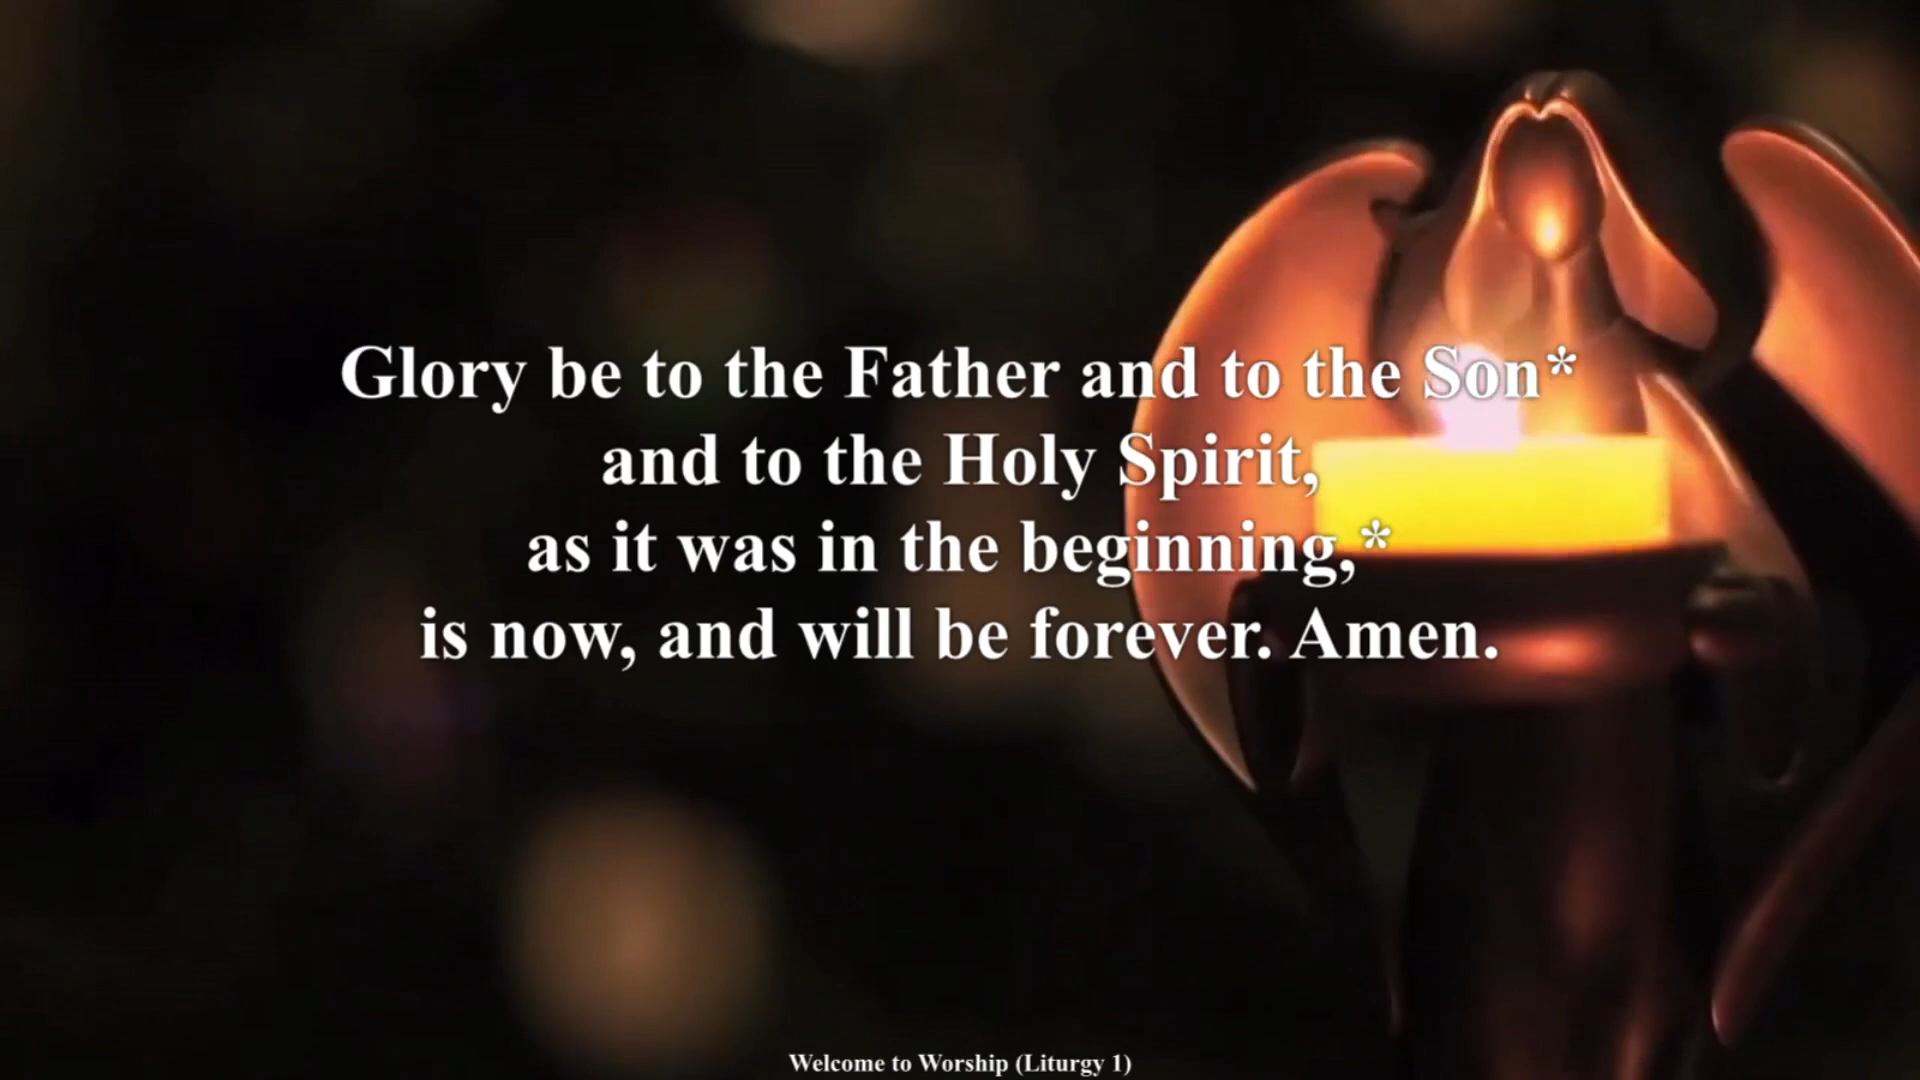 Glory be to the Father and to the Son*
and to the Holy Spirit,
as it was in the beginning,*
is now, and will be forever. Amen.
Welcome to Worship (Liturgy 1)